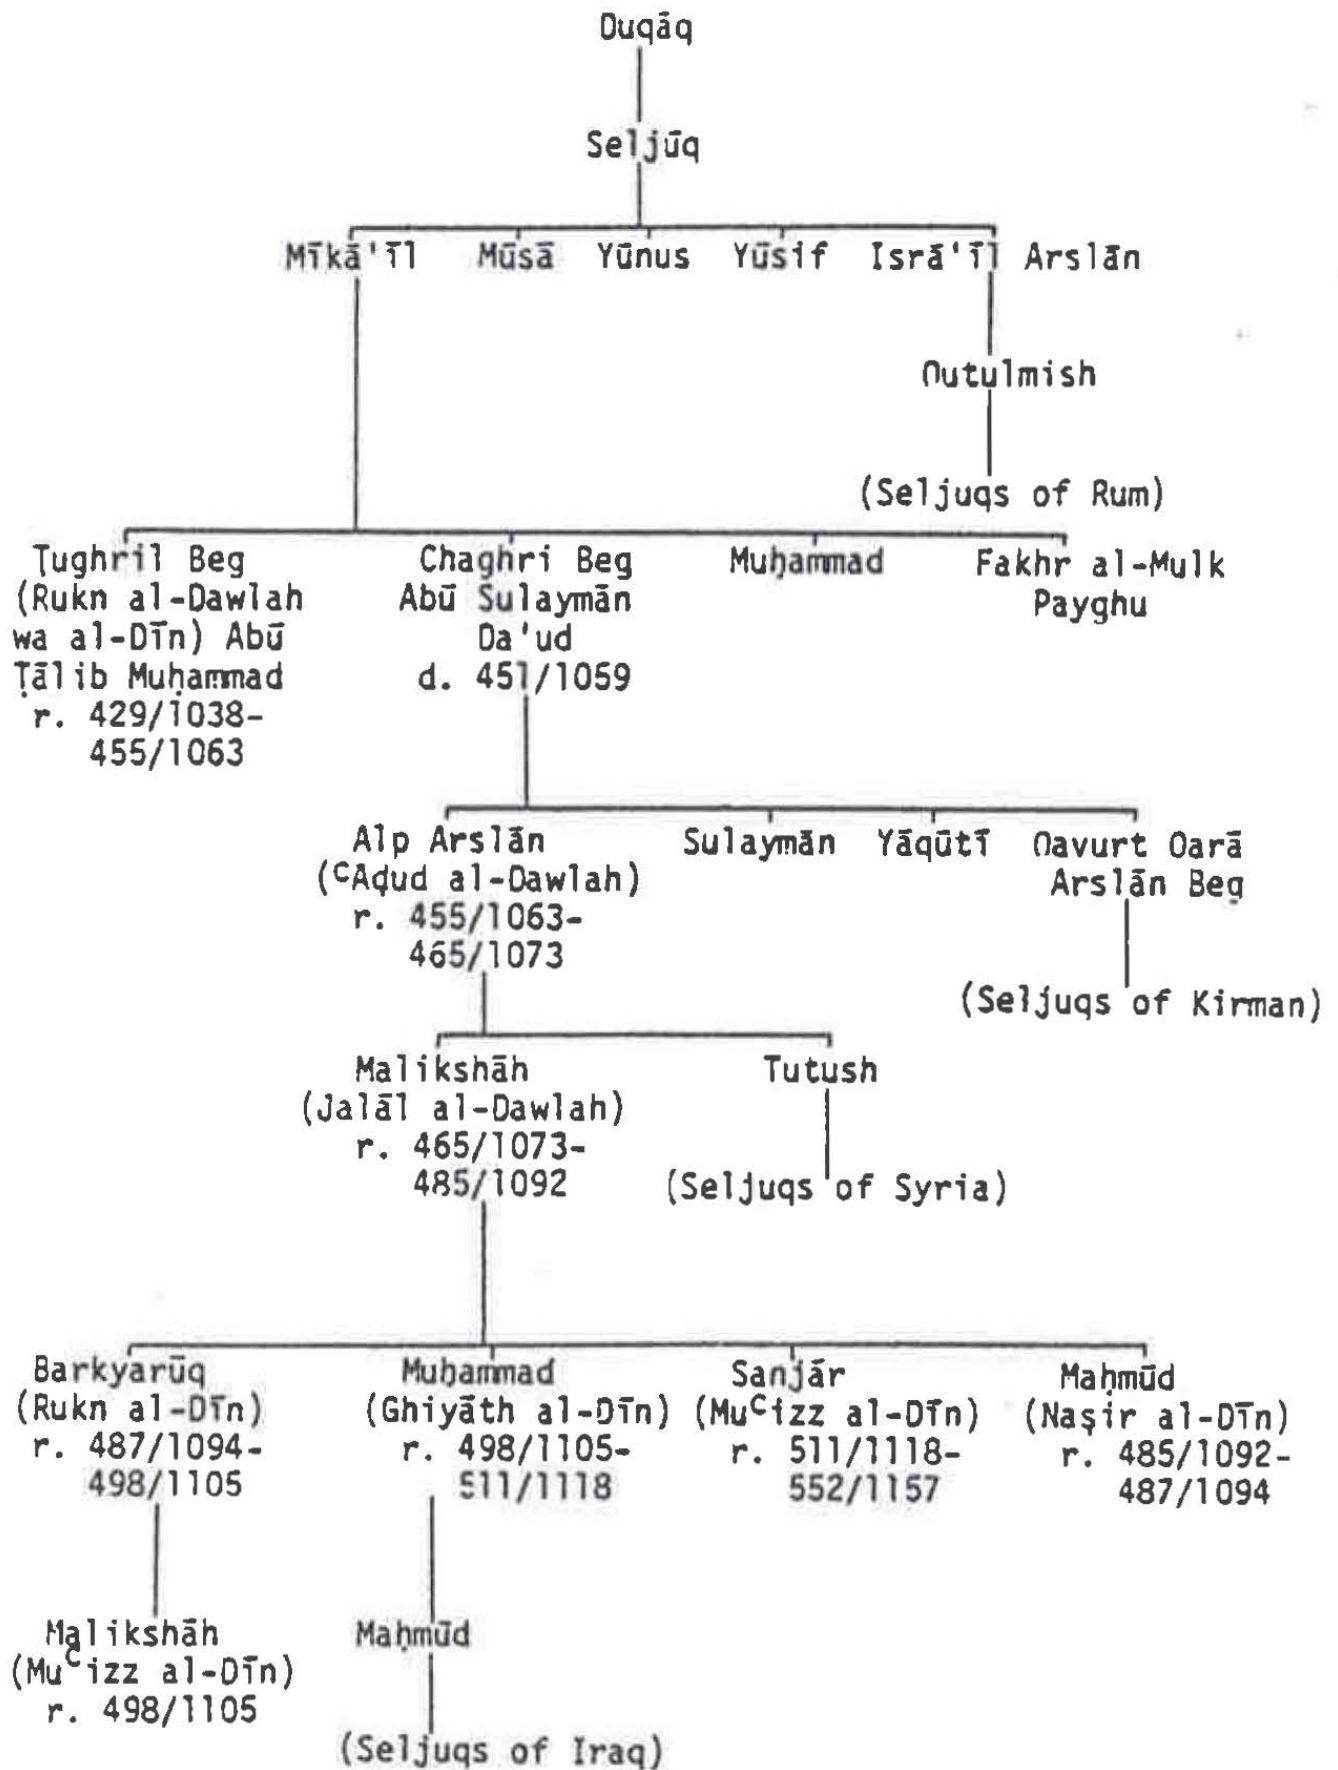 Duqāq
Seljūq
Mīkā'īl Mūsā Yūnus Yūsif Isrā'īl Arslān
Qutulmish
(Seljuqs of Rum)
Ṭughril Beg
(Rukn al-Dawlah
wa al-Dīn) Abū
Ṭālib Muḥammad
r. 429/1038-
455/1063
Chaghri Beg
Abū Sulaymān
Da'ud
d. 451/1059
Muḥammad
Fakhr al-Mulk
Payghu
Alp Arslān
(ᶜAḍud al-Dawlah)
r. 455/1063-
465/1073
Sulaymān
Yāqūtī
Qavurt Qarā
Arslān Beg
(Seljuqs of Kirman)
Malikshāh
(Jalāl al-Dawlah)
r. 465/1073-
485/1092
Tutush
(Seljuqs of Syria)
Barkyarūq
(Rukn al-Dīn)
r. 487/1094-
498/1105
Muḥammad
(Ghiyāth al-Dīn)
r. 498/1105-
511/1118
Sanjár
(Muᶜizz al-Dīn)
r. 511/1118-
552/1157
Maḥmūd
(Naṣir al-Dīn)
r. 485/1092-
487/1094
Malikshāh
(Muᶜizz al-Dīn)
r. 498/1105
Maḥmūd
(Seljuqs of Iraq)